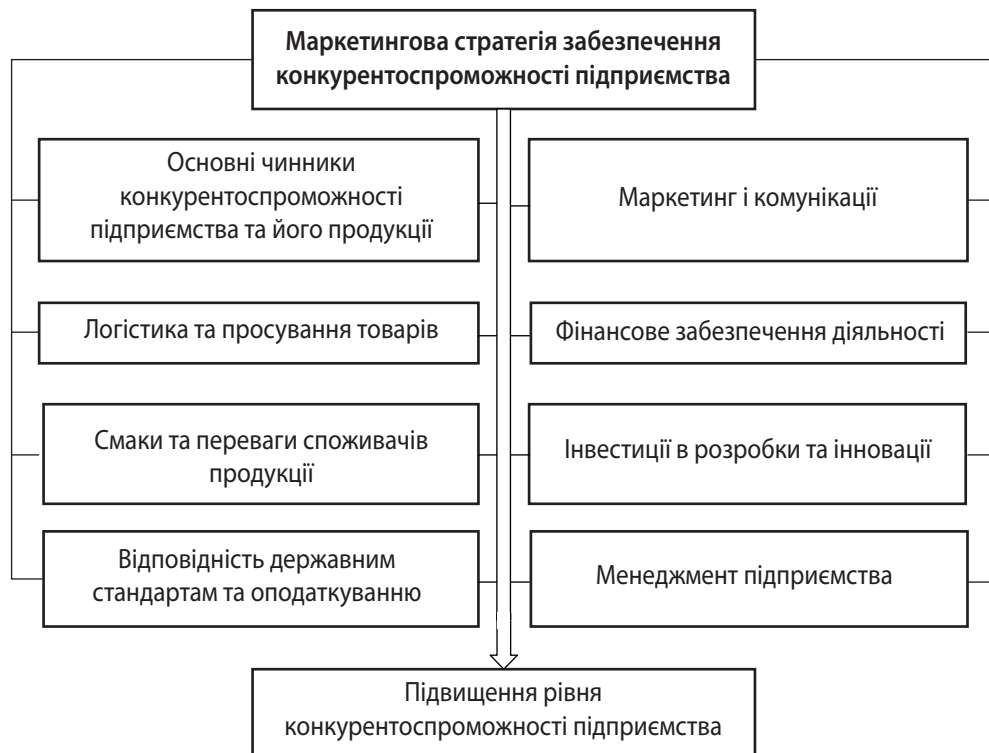 Маркетингова стратегія забезпечення
конкурентоспроможності підприємства
Основні чинники
конкурентоспроможності
підприємства та його продукції
Маркетинг і комунікації
Логістика та просування товарів
Фінансове забезпечення діяльності
Смаки та переваги споживачів
продукції
Інвестиції в розробки та інновації
Відповідність державним
стандартам та оподаткуванню
Менеджмент підприємства
Підвищення рівня
конкурентоспроможності підприємства